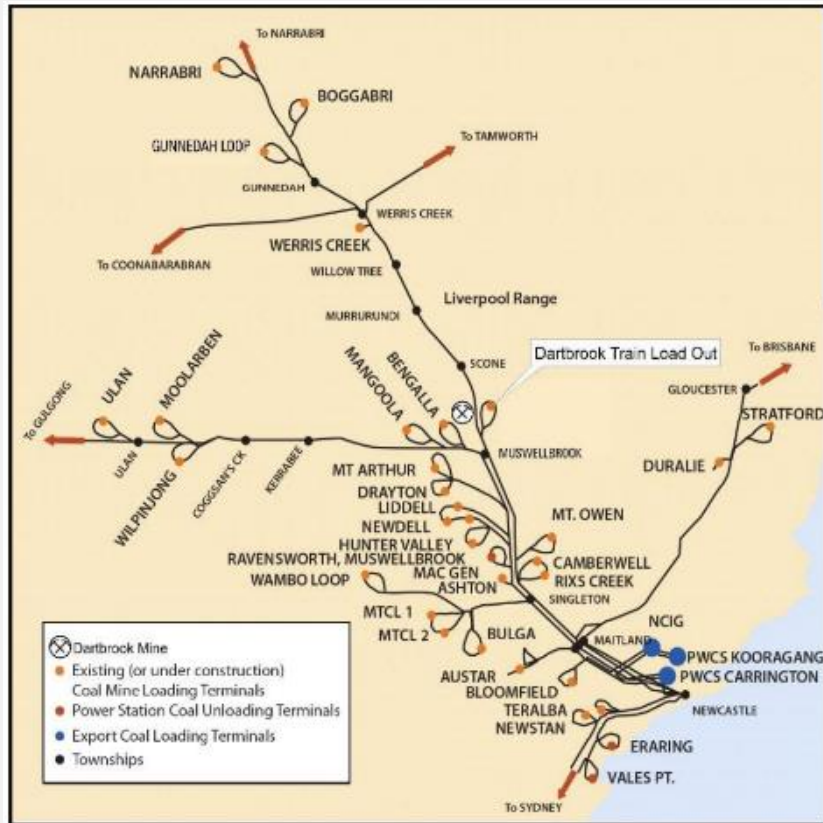 To NARRABRI
NARRABRI
BOGGABRI
To TAMWORTH
GUNNEDAH LOOP
GUNNEDAH
WERRIS CREEK
WERRIS CREEK
To COONABARABRAN
WILLOW TREE
Liverpool Range
MURRURUNDI
Dartbrook Train Load Out
To BRISBANE
SCONE
GLOUCESTER
STRATFORD
To GULGONG
ULAN
MOOLARBEN
MANGOOLA
BENGALLA
MUSWELLBROOK
DURALIE
ULAN
WILPINJONG
COGGSAN'S CK
KERRABEE
MT ARTHUR
DRAYTON
LIDDELL
NEWDELL
MT. OWEN
HUNTER VALLEY
RAVENSWORTH, MUSWELLBROOK
CAMBERWELL
WAMBO LOOP
MAC GEN
RIXS CREEK
ASHTON
SINGLETON
MTCL 1
NCIG
MTCL 2
BULGA
MAITLAND
PWCS KOORAGANG
AUSTAR
PWCS CARRINGTON
BLOOMFIELD
TERALBA
NEWCASTLE
NEWSTAN
ERARING
VALES PT.
To SYDNEY
Dartbrook Mine
Existing (or under construction)
Coal Mine Loading Terminals
Power Station Coal Unloading Terminals
Export Coal Loading Terminals
Townships